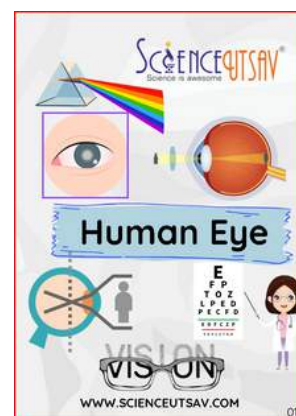 SCIENCEUTSAV®
Science is awesome
Human Eye
E
F P
T O Z
L P E D
P E C F D
E D F C Z P
VISION
WWW.SCIENCEUTSAV.COM